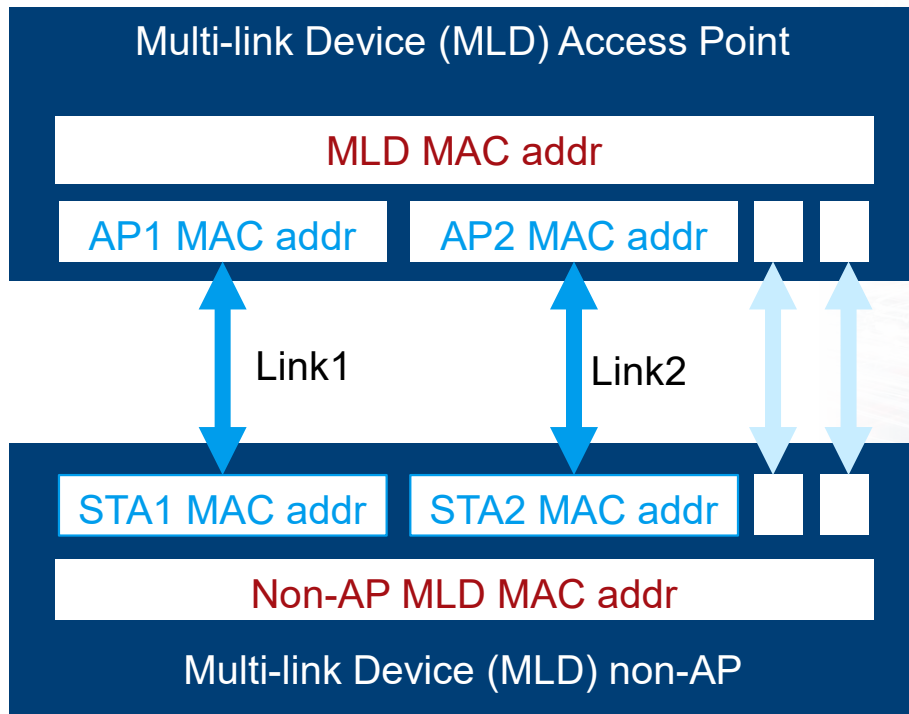 Multi-link Device (MLD) Access Point
MLD MAC addr
AP1 MAC addr
AP2 MAC addr
Link1
Link2
STA1 MAC addr
STA2 MAC addr
Non-AP MLD MAC addr
Multi-link Device (MLD) non-AP